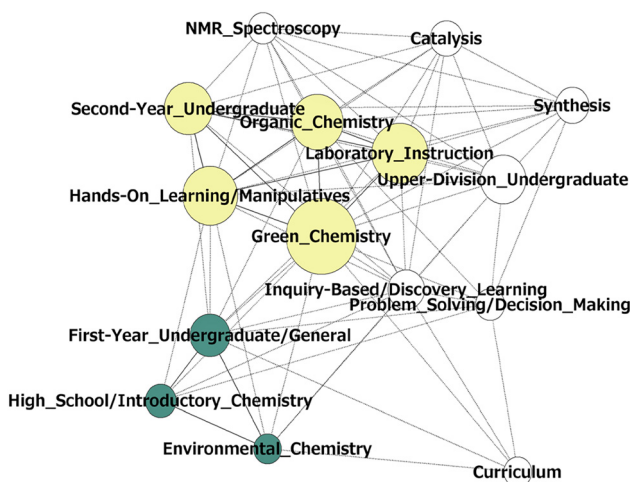 NMR_Spectroscopy
Catalysis
Second-Year_Undergraduate
Synthesis
Organic_Chemistry
Laboratory_Instruction
Upper-Division_Undergraduate
Hands-On_Learning/Manipulatives
Green_Chemistry
Inquiry-Based/Discovery_Learning
Problem_Solving/Decision_Making
First-Year_Undergraduate/General
High_School/Introductory_Chemistry
Environmental_Chemistry
Curriculum